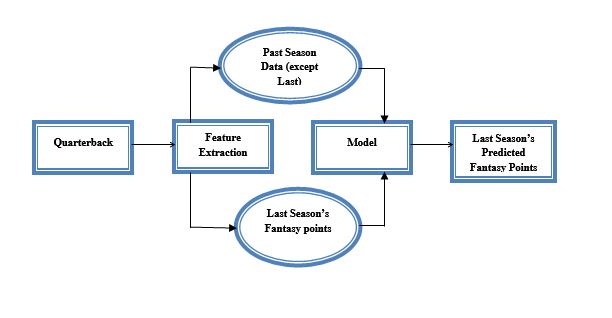 Past Season
Data (except
Last)
Quarterback
Feature
Extraction
Model
Last Season's
Predicted
Fantasy Points
Last Season's
Fantasy points